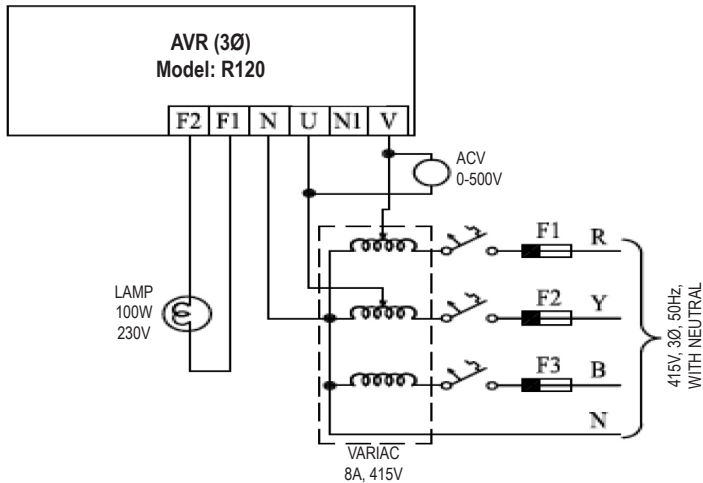 AVR (3Ø)
Model: R120
F2 F1 N U N1 V
ACV
0-500V
F1 R
LAMP
100W
230V
F2 Y
F3 B
N
415V, 3Ø, 50Hz,
WITH NEUTRAL
VARIAC
8A, 415V